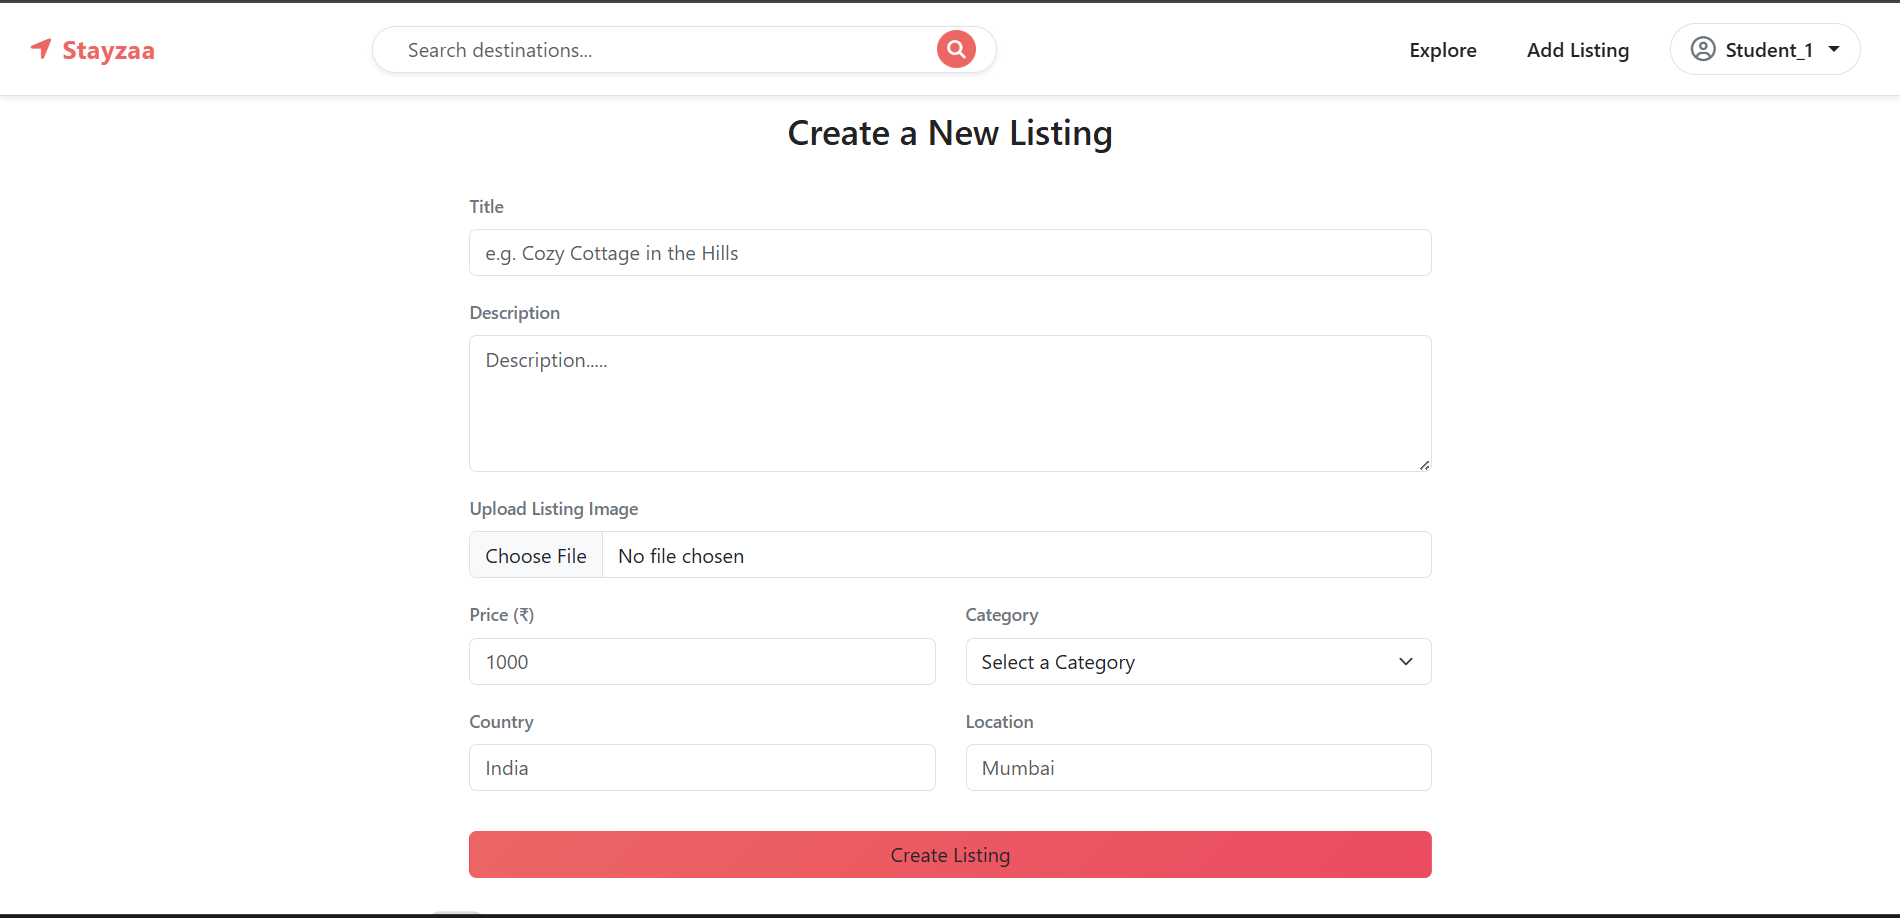 Stayzaa
Search destinations...
Explore
Add Listing
Student_1
Create a New Listing
Title
e.g. Cozy Cottage in the Hills
Description
Description.....
Upload Listing Image
Choose File No file chosen
Price (₹) Category
1000 Select a Category
Country Location
India Mumbai
Create Listing